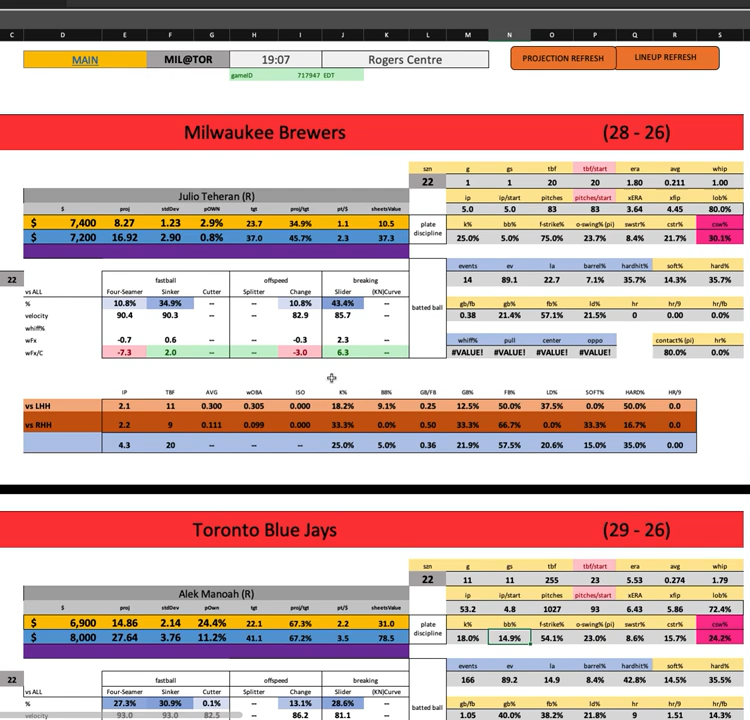 C D E F G H I J K L M N O P Q R S
MAIN MIL@TOR 19:07 Rogers Centre PROJECTION REFRESH LINEUP REFRESH
gameID 717947 EDT
Milwaukee Brewers (28 - 26)
szn g gs tbf tbf/start era avg whip
22 1 1 20 20 1.80 0.211 1.00
Julio Teheran (R) ip ip/start pitches pitches/start xERA xfip lob%
$ proj stdDev pOWN tgt proj/tgt pt/$ sheetsValue 5.0 5.0 83 83 3.64 4.45 80.0%
$ 7,400 8.27 1.23 2.9% 23.7 34.9% 1.1 10.5 plate discipline k% bb% f-strike% o-swing% (pi) swstr% cstr% csw%
$ 7,200 16.92 2.90 0.8% 37.0 45.7% 2.3 37.3 25.0% 5.0% 75.0% 23.7% 8.4% 21.7% 30.1%
events ev la barrel% hardhit% soft% hard%
22 fastball offspeed breaking 14 89.1 22.7 7.1% 35.7% 14.3% 35.7%
vs ALL Four-Seamer Sinker Cutter Splitter Change Slider (KN)Curve
% 10.8% 34.9% -- -- 10.8% 43.4% -- batted ball gb/fb gb% fb% ld% hr hr/9 hr/fb
velocity 90.4 90.3 -- -- 82.9 85.7 -- 0.38 21.4% 57.1% 21.5% 0 0.00 0.0%
whiff%
wFx -0.7 0.6 -- -- -0.3 2.3 -- whiff% pull center oppo contact% (pi) hr%
wFx/C -7.3 2.0 -- -- -3.0 6.3 -- #VALUE! #VALUE! #VALUE! #VALUE! 80.0% 0.0%
IP TBF AVG wOBA ISO K% BB% GB/FB GB% FB% LD% SOFT% HARD% HR/9
vs LHH 2.1 11 0.300 0.305 0.000 18.2% 9.1% 0.25 12.5% 50.0% 37.5% 0.0% 50.0% 0.0
vs RHH 2.2 9 0.111 0.099 0.000 33.3% 0.0% 0.50 33.3% 66.7% 0.0% 33.3% 16.7% 0.0
4.3 20 -- -- -- 25.0% 5.0% 0.36 21.9% 57.5% 20.6% 15.0% 35.0% 0.00
Toronto Blue Jays (29 - 26)
szn g gs tbf tbf/start era avg whip
22 11 11 255 23 5.53 0.274 1.79
Alek Manoah (R) ip ip/start pitches pitches/start xERA xfip lob%
$ proj stdDev pOwn tgt proj/tgt pt/$ sheetsValue 53.2 4.8 1027 93 6.43 5.86 72.4%
$ 6,900 14.86 2.14 24.4% 22.1 67.3% 2.2 31.0 plate discipline k% bb% f-strike% o-swing% (pi) swstr% cstr% csw%
$ 8,000 27.64 3.76 11.2% 41.1 67.2% 3.5 78.5 18.0% 14.9% 54.1% 23.0% 8.6% 15.7% 24.2%
events ev la barrel% hardhit% soft% hard%
22 fastball offspeed breaking 166 89.2 14.9 8.4% 42.8% 14.5% 35.5%
vs ALL Four-Seamer Sinker Cutter Splitter Change Slider (KN)Curve
% 27.3% 30.9% 0.1% -- 13.1% 28.6% -- batted ball gb/fb gb% fb% ld% hr hr/9 hr/fb
velocity 93.0 93.0 82.5 -- 86.2 81.1 -- 1.05 40.0% 38.2% 21.8% 9 1.51 14.3%